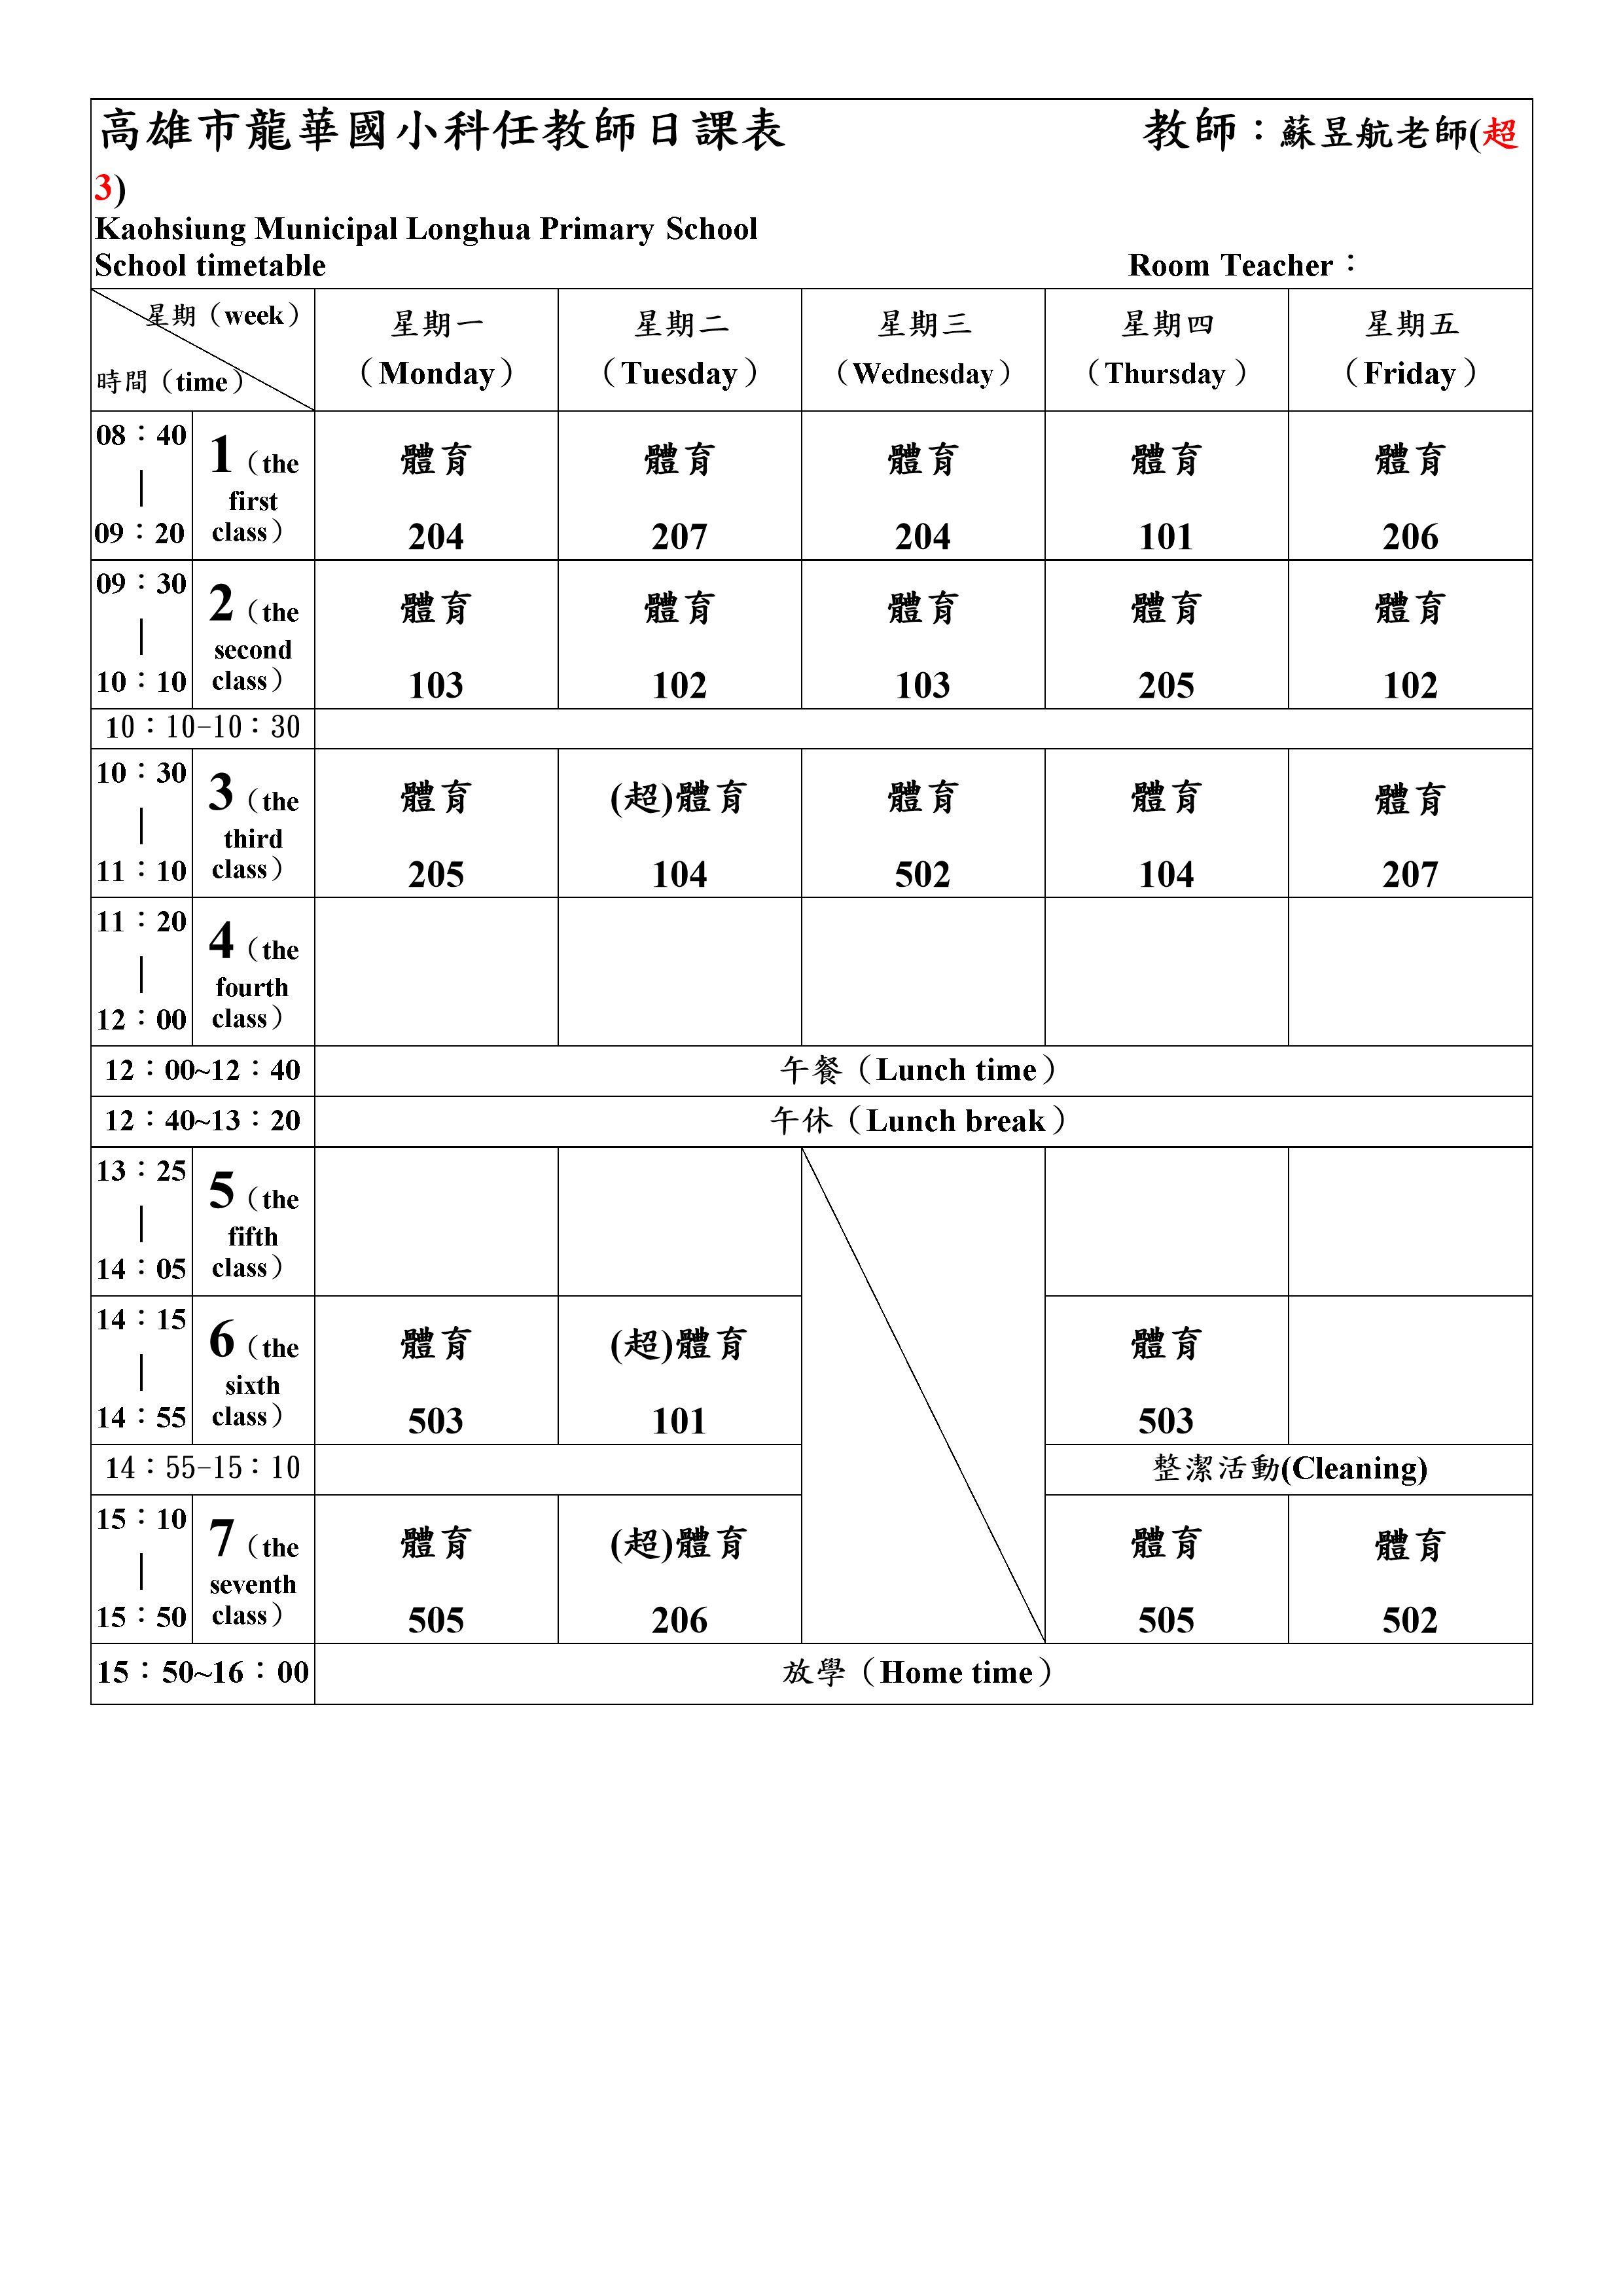 高雄市龍華國小科任教師日課表 教師：蘇昱航老師(超
3)
Kaohsiung Municipal Longhua Primary School
School timetable Room Teacher：
星期（week）
時間（time）
星期一 星期二 星期三 星期四 星期五
（Monday） （Tuesday） （Wednesday） （Thursday） （Friday）
08：40
|
09：20
1（the
first
class）
體育 體育 體育 體育 體育
204 207 204 101 206
09：30
|
10：10
2（the
second
class）
體育 體育 體育 體育 體育
103 102 103 205 102
10：10-10：30
10：30
|
11：10
3（the
third
class）
體育 (超)體育 體育 體育 體育
205 104 502 104 207
11：20
|
12：00
4（the
fourth
class）
12：00~12：40 午餐（Lunch time）
12：40~13：20 午休（Lunch break）
13：25
|
14：05
5（the
fifth
class）
14：15
|
14：55
6（the
sixth
class）
體育 (超)體育 體育
503 101 503
14：55-15：10 整潔活動(Cleaning)
15：10
|
15：50
7（the
seventh
class）
體育 (超)體育 體育 體育
505 206 505 502
15：50~16：00 放學（Home time）